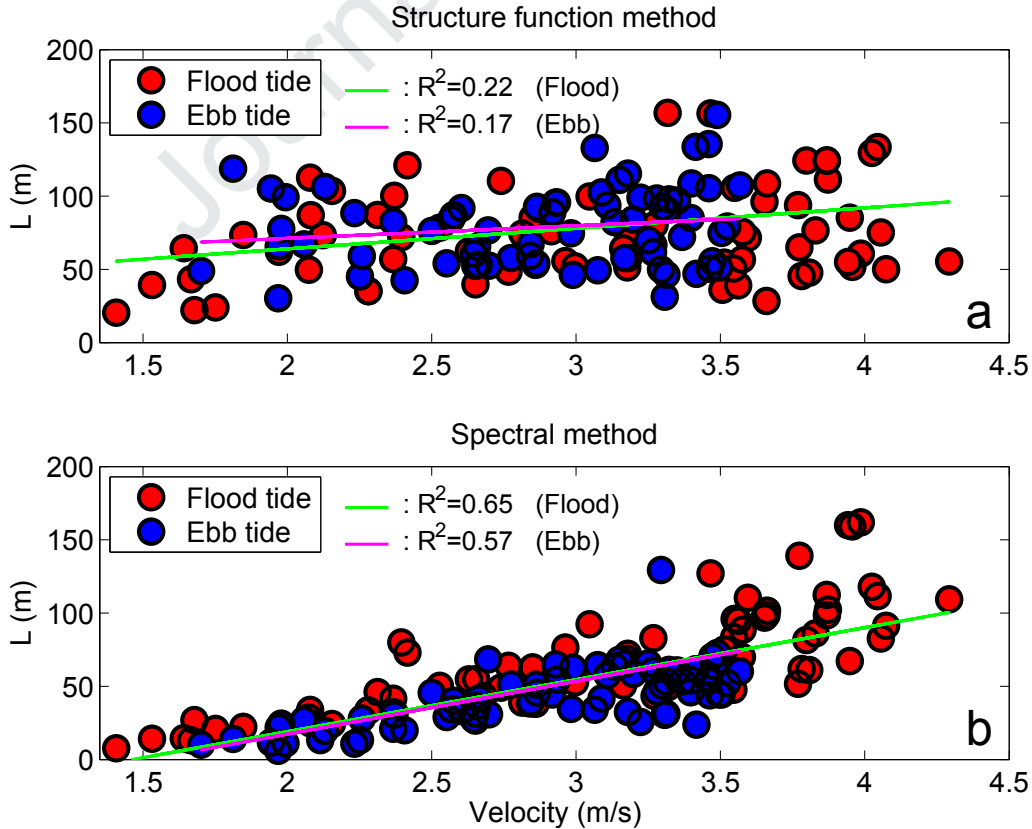 Structure function method
200
150
100
50
0
L (m)
Flood tide
Ebb tide
: R²=0.22 (Flood)
: R²=0.17 (Ebb)
Journa
a
1.5 2 2.5 3 3.5 4 4.5
Spectral method
200
150
100
50
0
L (m)
Flood tide
Ebb tide
: R²=0.65 (Flood)
: R²=0.57 (Ebb)
b
1.5 2 2.5 3 3.5 4 4.5
Velocity (m/s)